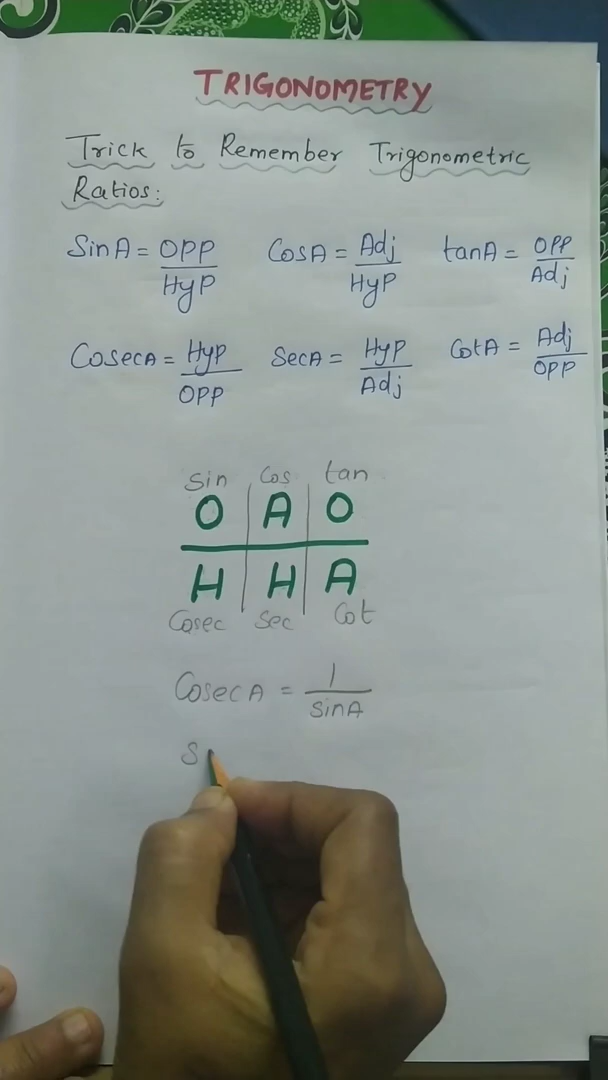 TRIGONOMETRY
Trick to Remember Trigonometric
Ratios:
SinA = OPP/HyP CosA = Adj/HyP tanA = OPP/Adj
CosecA = HyP/OPP SecA = HyP/Adj CotA = Adj/OPP
Sin Cos tan
O A O
H H A
Cosec Sec Cot
CosecA = 1/SinA
S